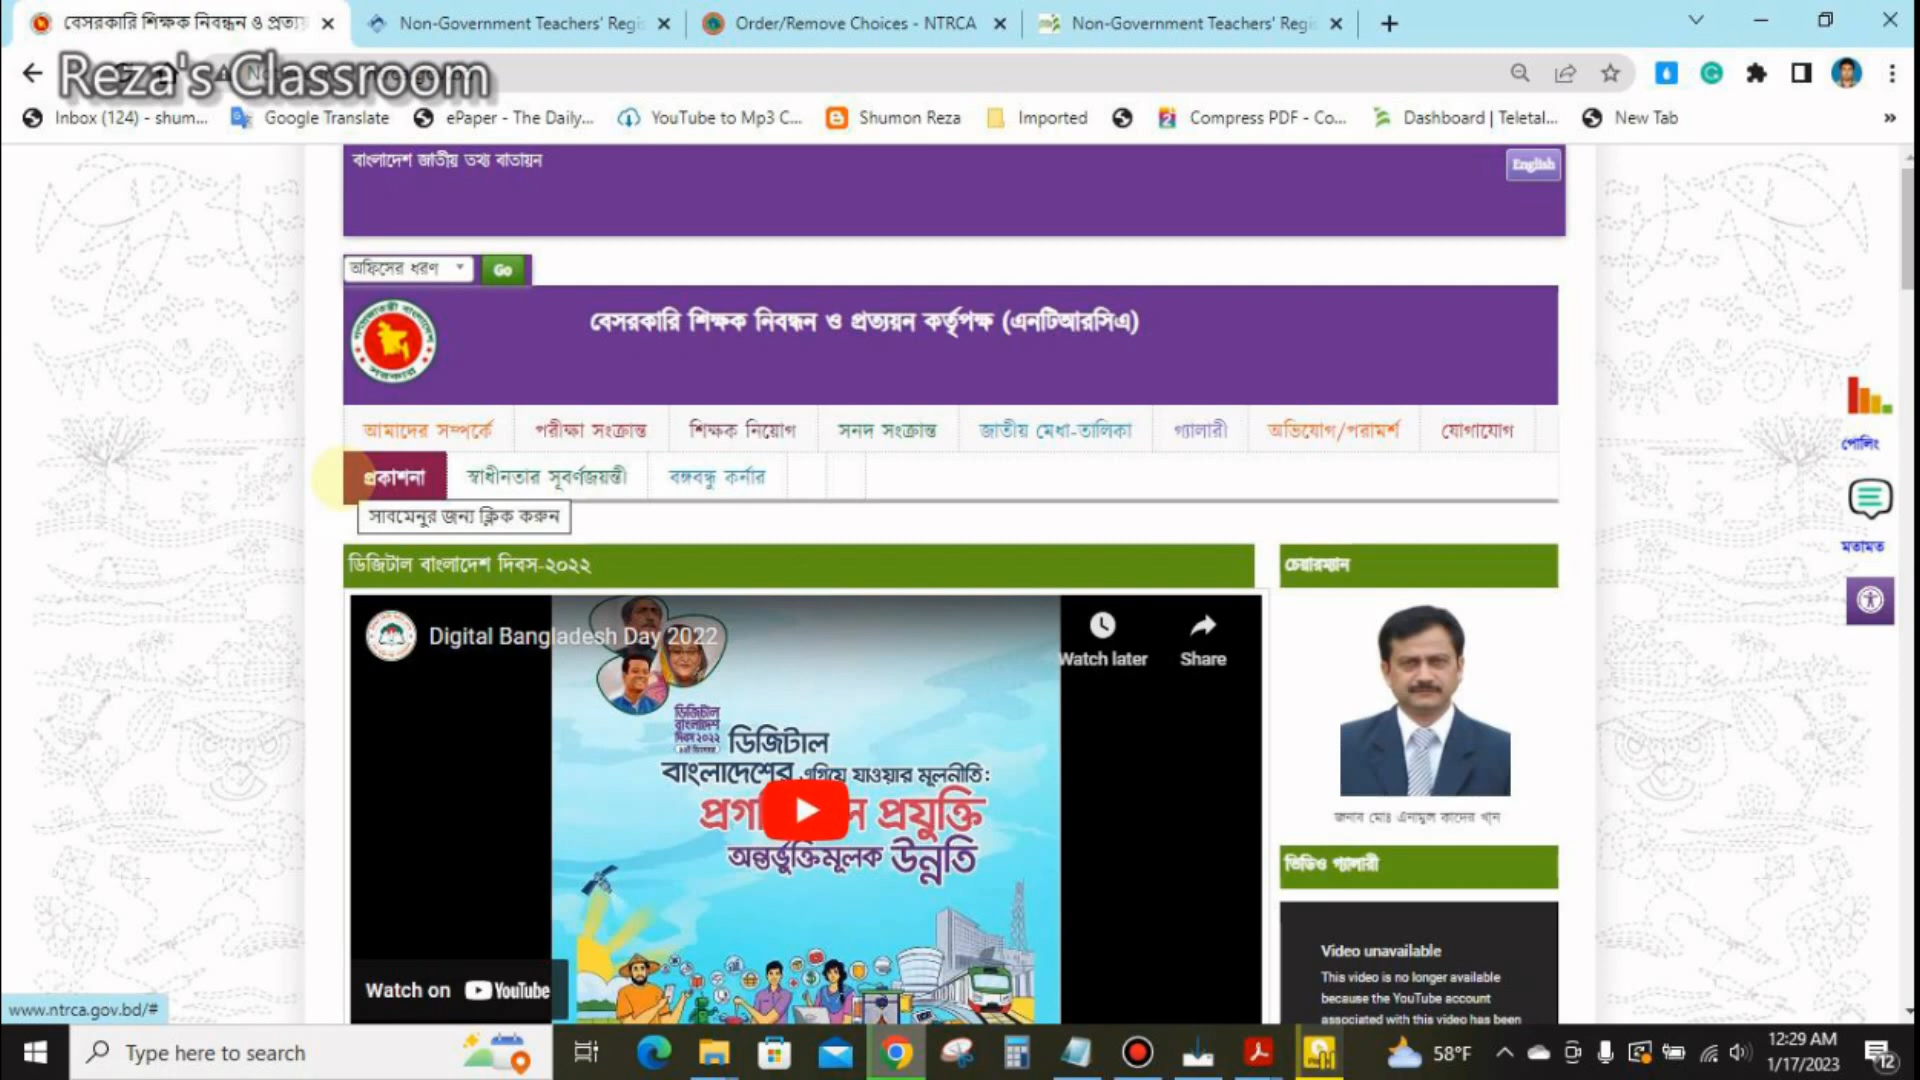 বেসরকারি শিক্ষক নিবন্ধন ও প্রত্যয়
Non-Government Teachers' Regi
Order/Remove Choices - NTRCA
Non-Government Teachers' Regi
Reza's Classroom
Inbox (124) - shum...
Google Translate
ePaper - The Daily...
YouTube to Mp3 C...
Shumon Reza
Imported
Compress PDF - Co...
Dashboard | Teletal...
New Tab
»
বাংলাদেশ জাতীয় তথ্য বাতায়ন
English
অফিসের ধরণ
Go
বেসরকারি শিক্ষক নিবন্ধন ও প্রত্যয়ন কর্তৃপক্ষ (এনটিআরসিএ)
আমাদের সম্পর্কে
পরীক্ষা সংক্রান্ত
শিক্ষক নিয়োগ
সনদ সংক্রান্ত
জাতীয় মেধা-তালিকা
গ্যালারী
অভিযোগ/পরামর্শ
যোগাযোগ
প্রকাশনা
স্বাধীনতার সূবর্ণজয়ন্তী
বঙ্গবন্ধু কর্নার
সাবমেনুর জন্য ক্লিক করুন
পোলিং
মতামত
ডিজিটাল বাংলাদেশ দিবস-২০২২
চেয়ারম্যান
Digital Bangladesh Day 2022
Watch later
Share
ডিজিটাল
বাংলাদেশ
দিবস ২০২২
ডিজিটাল
বাংলাদেশের এগিয়ে যাওয়ার মূলনীতি:
প্রযুক্তি
অন্তর্ভুক্তিমূলক উন্নতি
জনাব মোঃ এনামুল কাদের খান
ভিডিও গ্যালারী
Video unavailable
This video is no longer available
because the YouTube account
associated with this video has been
Watch on YouTube
www.ntrca.gov.bd/#
Type here to search
58°F
12:29 AM
1/17/2023
12